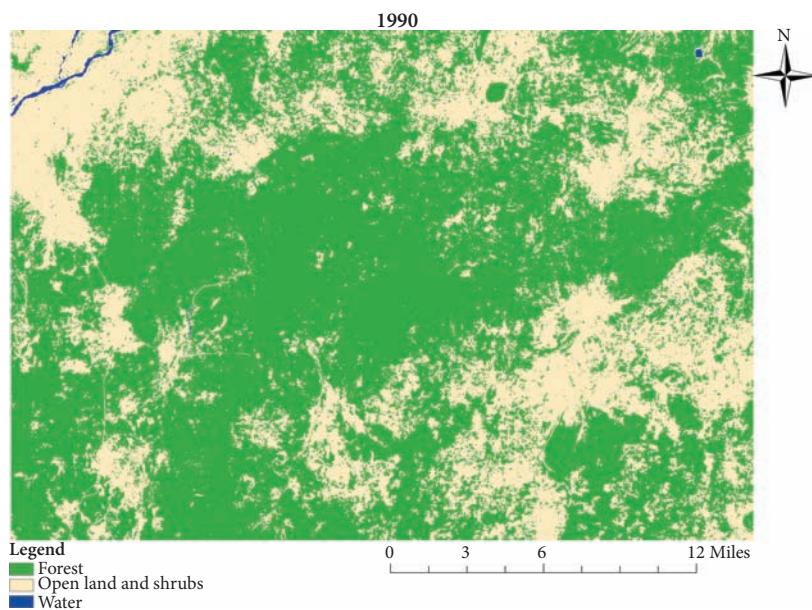 1990
N
Legend
Forest
Open land and shrubs
Water
0 3 6 12 Miles